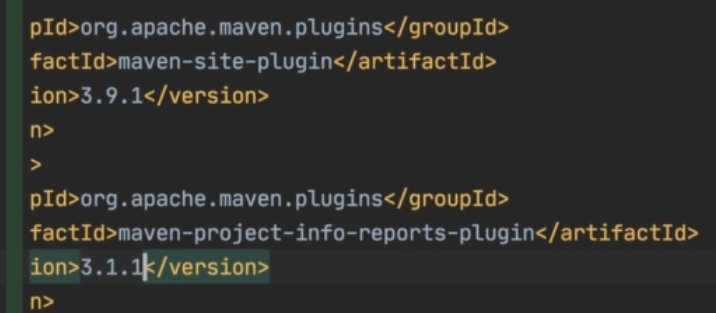 pId>org.apache.maven.plugins</groupId>
factId>maven-site-plugin</artifactId>
ion>3.9.1</version>
n>
>
pId>org.apache.maven.plugins</groupId>
factId>maven-project-info-reports-plugin</artifactId>
ion>3.1.1</version>
n>